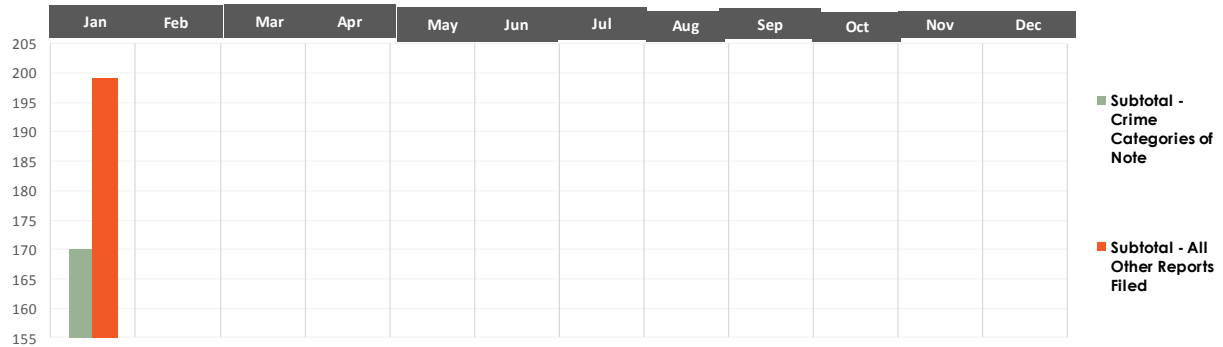 Jan Feb Mar Apr May Jun Jul Aug Sep Oct Nov Dec
205
200
195
190
185
180
175
170
165
160
155
Subtotal -
Crime
Categories of
Note
Subtotal - All
Other Reports
Filed